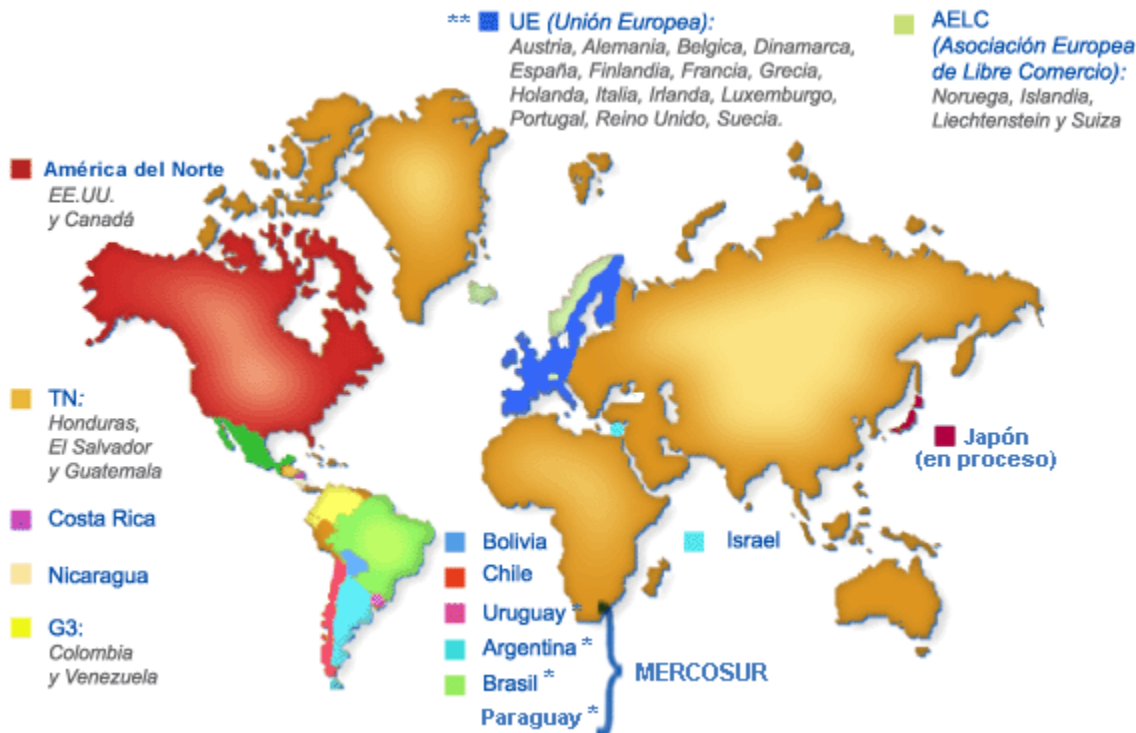 ** UE (Unión Europea):
Austria, Alemania, Belgica, Dinamarca,
España, Finlandia, Francia, Grecia,
Holanda, Italia, Irlanda, Luxemburgo,
Portugal, Reino Unido, Suecia.
AELC
(Asociación Europea
de Libre Comercio):
Noruega, Islandia,
Liechtenstein y Suiza
América del Norte
EE.UU.
y Canadá
TN:
Honduras,
El Salvador
y Guatemala
Costa Rica
Nicaragua
G3:
Colombia
y Venezuela
Bolivia
Chile
Uruguay *
Argentina *
Brasil *
Paraguay *
MERCOSUR
Israel
Japón
(en proceso)